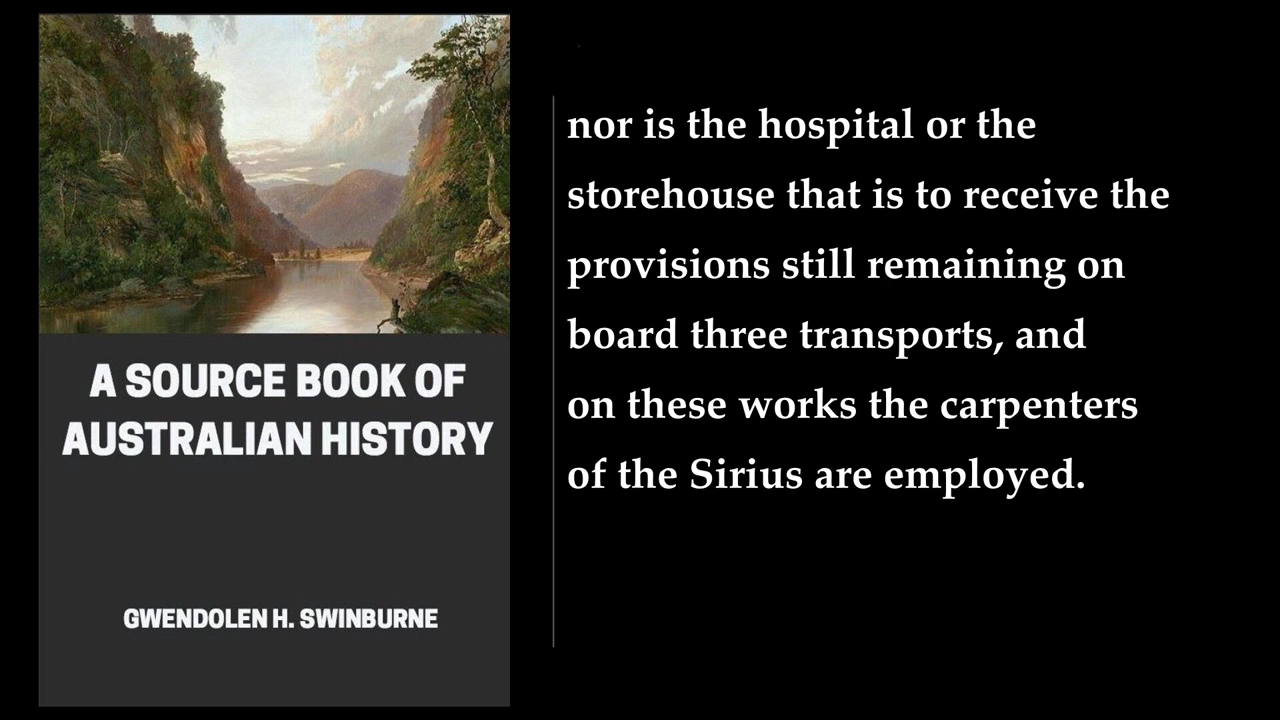 A SOURCE BOOK OF
AUSTRALIAN HISTORY
GWENDOLEN H. SWINBURNE
nor is the hospital or the
storehouse that is to receive the
provisions still remaining on
board three transports, and
on these works the carpenters
of the Sirius are employed.